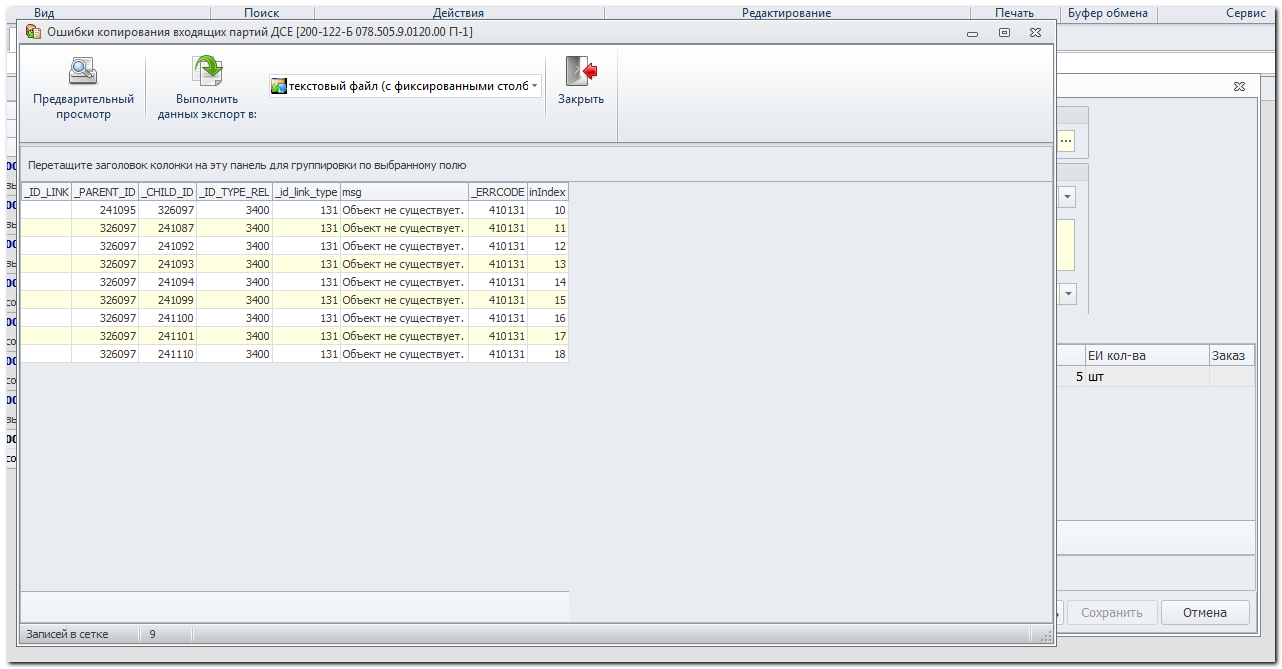 Вид Поиск Действия Редактирование Печать Буфер обмена Сервис
Ошибки копирования входящих партий ДСЕ [200-122-Б 078.505.9.0120.00 П-1]
Предварительный просмотр
Выполнить данных экспорт в:
текстовый файл (с фиксированными столб
Закрыть
Перетащите заголовок колонки на эту панель для группировки по выбранному полю
_ID_LINK _PARENT_ID _CHILD_ID _ID_TYPE_REL _id_link_type msg _ERRCODE inIndex
241095 326097 3400 131 Объект не существует. 410131 10
326097 241087 3400 131 Объект не существует. 410131 11
326097 241092 3400 131 Объект не существует. 410131 12
326097 241093 3400 131 Объект не существует. 410131 13
326097 241094 3400 131 Объект не существует. 410131 14
326097 241099 3400 131 Объект не существует. 410131 15
326097 241100 3400 131 Объект не существует. 410131 16
326097 241101 3400 131 Объект не существует. 410131 17
326097 241110 3400 131 Объект не существует. 410131 18
ЕИ кол-ва Заказ
5 шт
Сохранить Отмена
Записей в сетке 9